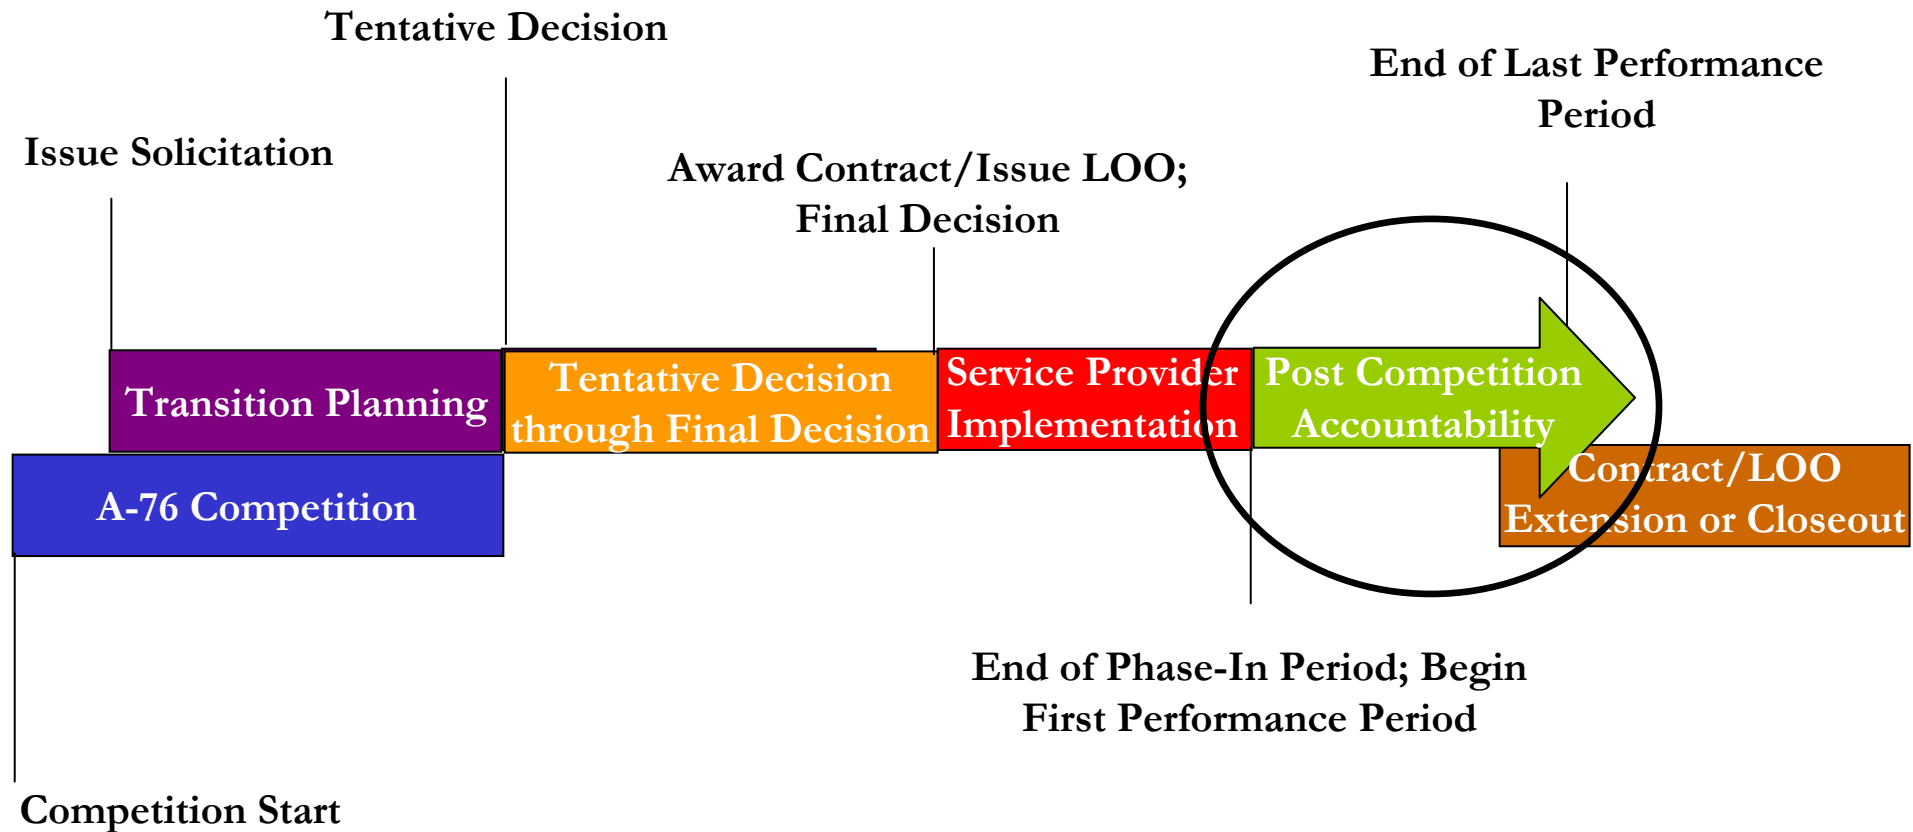 Tentative Decision
End of Last Performance
Period
Issue Solicitation
Award Contract/Issue LOO;
Final Decision
Transition Planning
Tentative Decision
through Final Decision
Service Provider
Implementation
Post Competition
Accountability
A-76 Competition
Contract/LOO
Extension or Closeout
End of Phase-In Period; Begin
First Performance Period
Competition Start